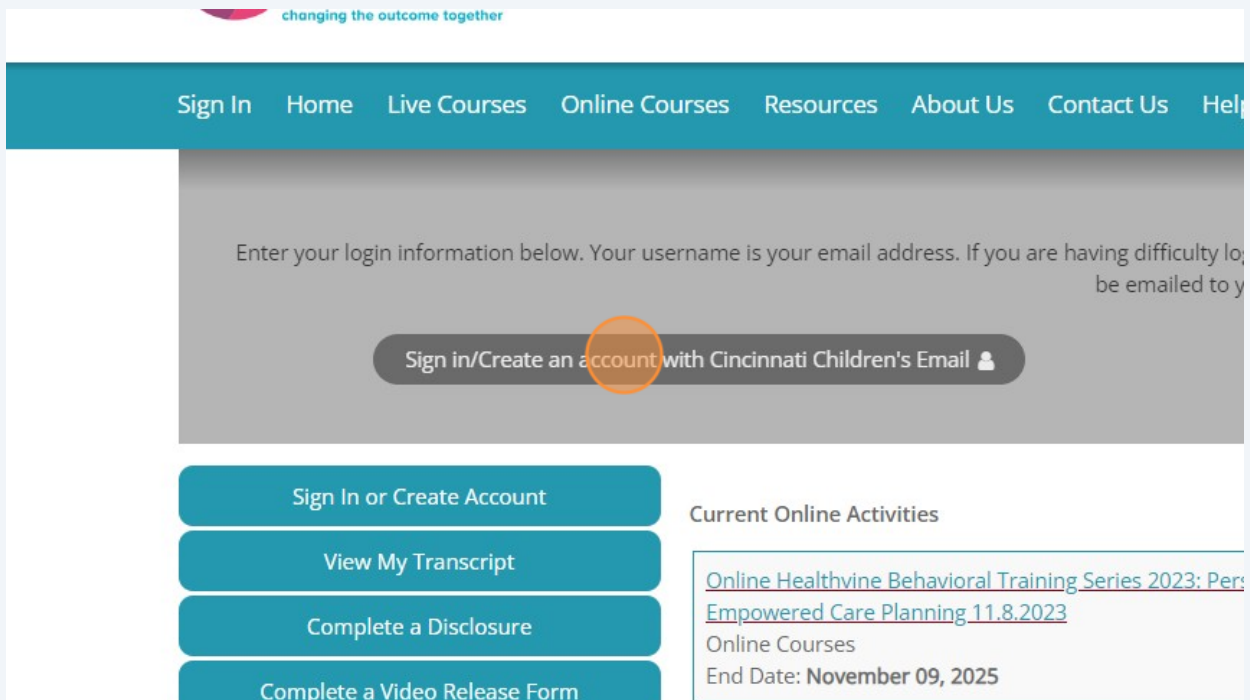 changing the outcome together
Sign In Home Live Courses Online Courses Resources About Us Contact Us Help
Enter your login information below. Your username is your email address. If you are having difficulty
be emailed to
Sign in/Create an account with Cincinnati Children's Email
Sign In or Create Account
View My Transcript
Complete a Disclosure
Complete a Video Release Form
Current Online Activities
Online Healthvine Behavioral Training Series 2023:
Empowered Care Planning 11.8.2023
Online Courses
End Date: November 09, 2025